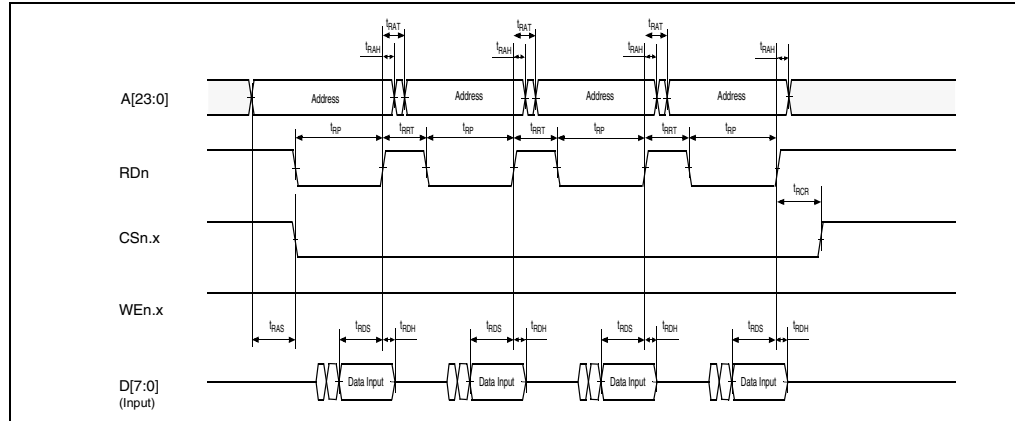 tRAT tRAT tRAT
tRAH tRAH tRAH tRAH
A[23:0] Address Address Address Address
tRP tRRT tRP tRRT tRP tRRT tRP
RDn
tRCR
CSn.x
WEn.x
tRAS tRDS tRDH tRDS tRDH tRDS tRDH tRDS tRDH
D[7:0] Data Input Data Input Data Input Data Input
(Input)